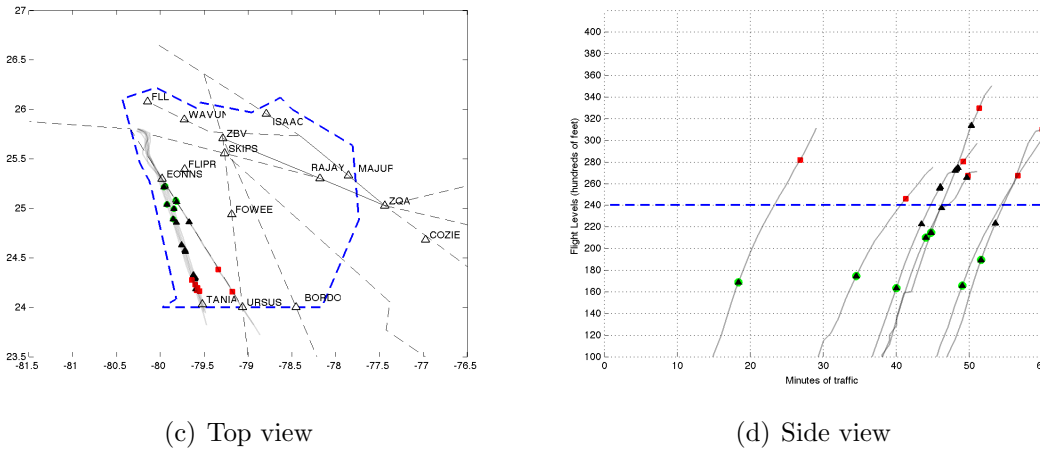 27
26.5
26
25.5
25
24.5
24
23.5
-81.5 -81 -80.5 -80 -79.5 -79 -78.5 -78 -77.5 -77 -76.5
FLL
WAVUN
ISAAC
ZBV
SKIPS
FLIPR
EONNS
RAJAY
MAJUR
ZQA
FOWEE
COZIE
TANIA
URSUS
BORDO
(c) Top view
Flight Levels (hundreds of feet)
400
380
360
340
320
300
280
260
240
220
200
180
160
140
120
100
0 10 20 30 40 50 60
Minutes of traffic
(d) Side view